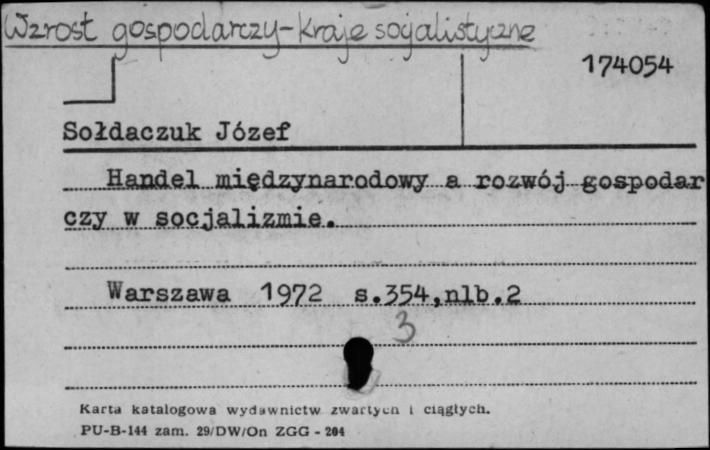 Wzrost gospodarczy-kraje socjalistyczne
174054
Sołdaczuk Józef
Handel międzynarodowy a rozwój gospodar
czy w socjalizmie.
Warszawa 1972 s.354,nlb.2
3
Karta katalogowa wydawnictw zwartych i ciągłych.
PU-B-144 zam. 29/DW/On ZGG - 204